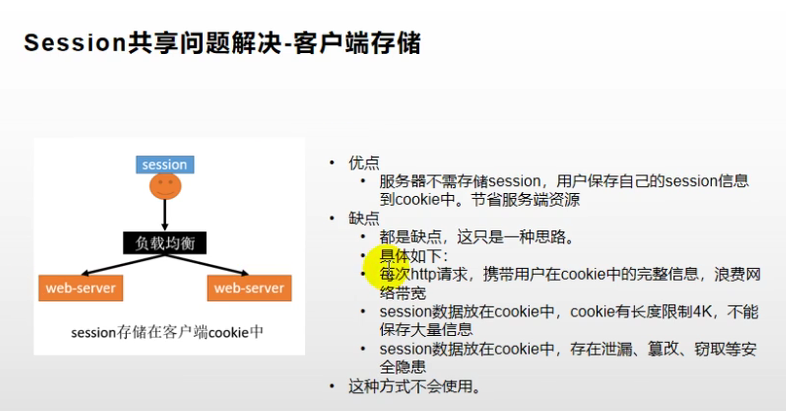 Session共享问题解决-客户端存储
session
负载均衡
web-server
web-server
session存储在客户端cookie中
• 优点
• 服务器不需存储session，用户保存自己的session信息
到cookie中。节省服务端资源
• 缺点
• 都是缺点，这只是一种思路。
• 具体如下：
• 每次http请求，携带用户在cookie中的完整信息，浪费网
络带宽
• session数据放在cookie中，cookie有长度限制4K，不能
保存大量信息
• session数据放在cookie中，存在泄漏、篡改、窃取等安
全隐患
• 这种方式不会使用。